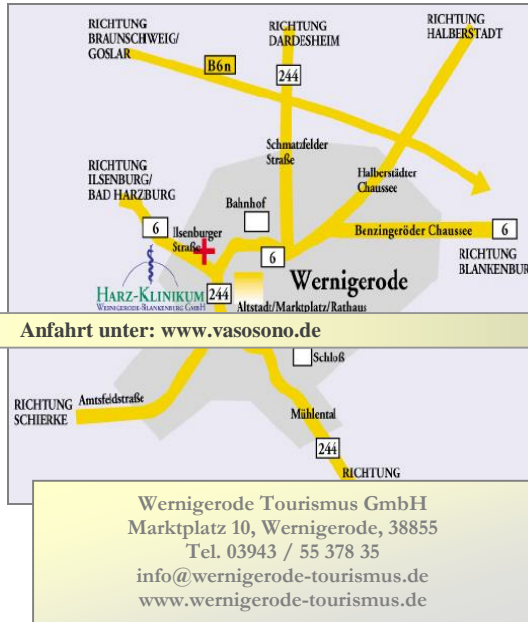 RICHTUNG
BRAUNSCHWEIG/
GOSLAR
RICHTUNG
DARDESHEIM
RICHTUNG
HALBERSTADT
B6n
244
Schmatzfelder
Straße
Halberstädter
Chaussee
RICHTUNG
ILSENBURG/
BAD HARZBURG
Bahnhof
6
Ilsenburger
Straße
6
Benzingeröder Chaussee
6
RICHTUNG
BLANKENBUR
HARZ-KLINIKUM
WERNIGERODE-BLANKENBURG GMBH
244
Wernigerode
Altstadt/Marktplatz/Rathaus
Anfahrt unter: www.vasosono.de
Schloß
RICHTUNG
SCHIERKE
Amtsfeldstraße
Mühlental
244
RICHTUNG
Wernigerode Tourismus GmbH
Marktplatz 10, Wernigerode, 38855
Tel. 03943 / 55 378 35
info@wernigerode-tourismus.de
www.wernigerode-tourismus.de